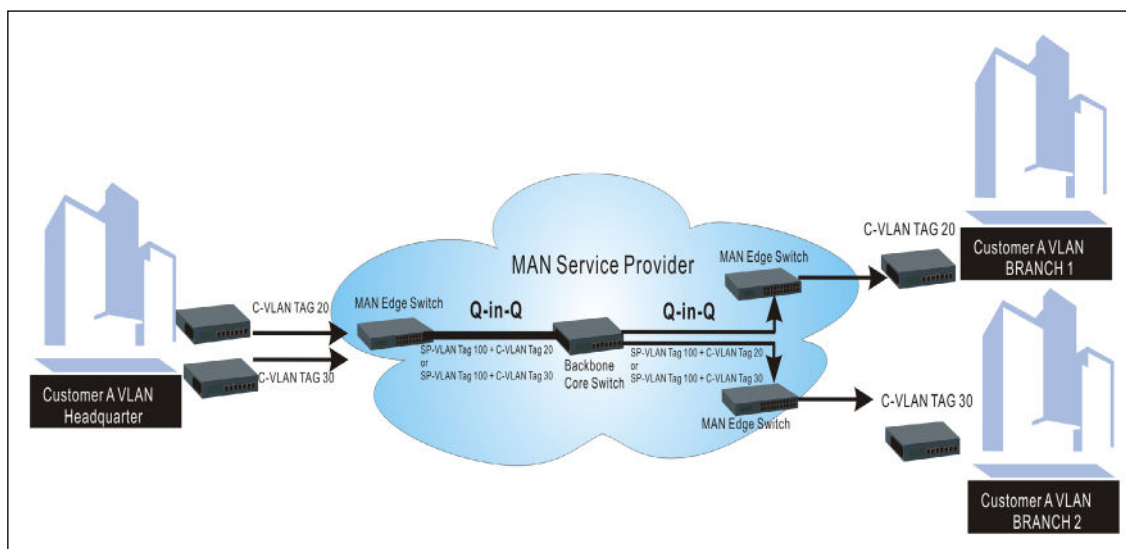 C-VLAN TAG 20
C-VLAN TAG 30
Customer A VLAN
Headquarter
MAN Service Provider
MAN Edge Switch
Q-in-Q
SP-VLAN Tag 100 + C-VLAN Tag 20
or
SP-VLAN Tag 100 + C-VLAN Tag 30
Backbone
Core Switch
Q-in-Q
SP-VLAN Tag 100 + C-VLAN Tag 20
or
SP-VLAN Tag 100 + C-VLAN Tag 30
MAN Edge Switch
MAN Edge Switch
C-VLAN TAG 20
Customer A VLAN
BRANCH 1
C-VLAN TAG 30
Customer A VLAN
BRANCH 2